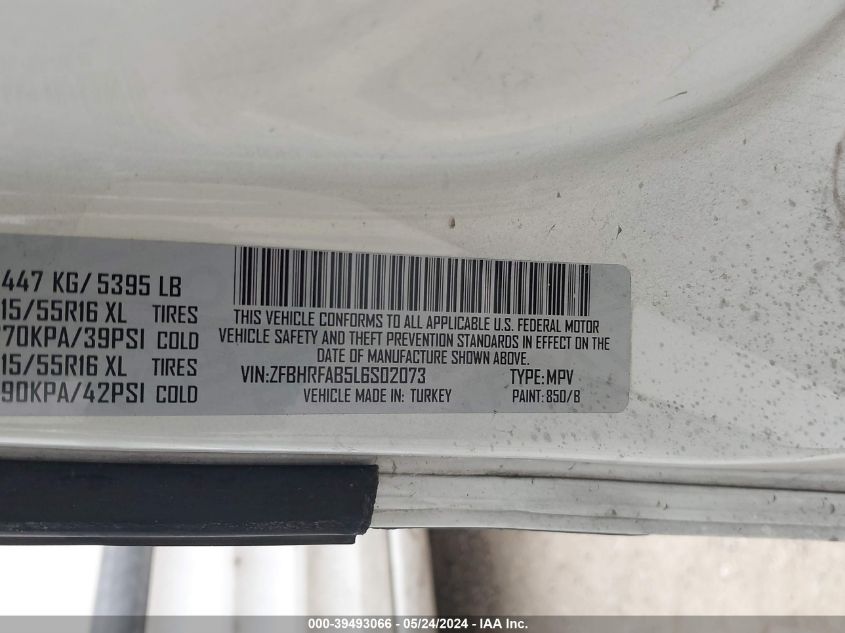 447 KG/ 5395 LB
15/55R16 XL TIRES
70KPA/39PSI COLD
15/55R16 XL TIRES
90KPA/42PSI COLD
THIS VEHICLE CONFORMS TO ALL APPLICABLE U.S. FEDERAL MOTOR
VEHICLE SAFETY AND THEFT PREVENTION STANDARDS IN EFFECT ON THE
DATE OF MANUFACTURE SHOWN ABOVE.
VIN:ZFBHRFAB5L6S02073 TYPE:MPV
VEHICLE MADE IN: TURKEY PAINT:850/B
000-39493066 - 05/24/2024 - IAA Inc.